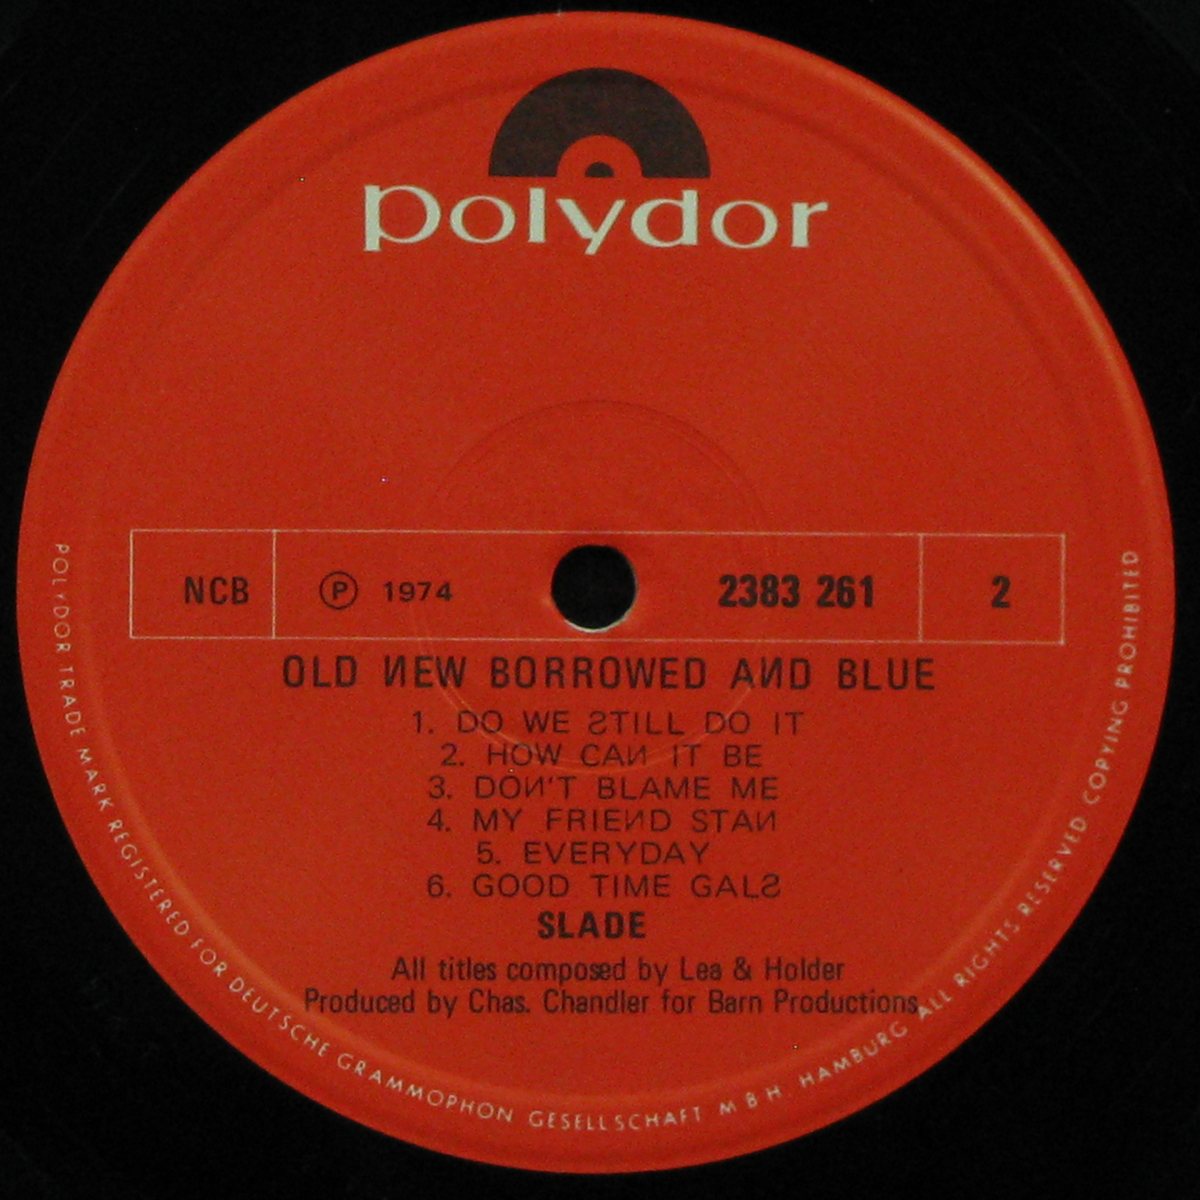 polydor
NCB ℗ 1974 2383 261 2
OLD NEW BORROWED AND BLUE
1. DO WE STILL DO IT
2. HOW CAN IT BE
3. DON'T BLAME ME
4. MY FRIEND STAN
5. EVERYDAY
6. GOOD TIME GALS
SLADE
All titles composed by Lea & Holder
Produced by Chas. Chandler for Barn Productions
POLYDOR TRADE MARK REGISTERED FOR DEUTSCHE GRAMMOPHON GESELLSCHAFT M B H. HAMBURG ALL RIGHTS RESERVED COPYING PROHIBITED